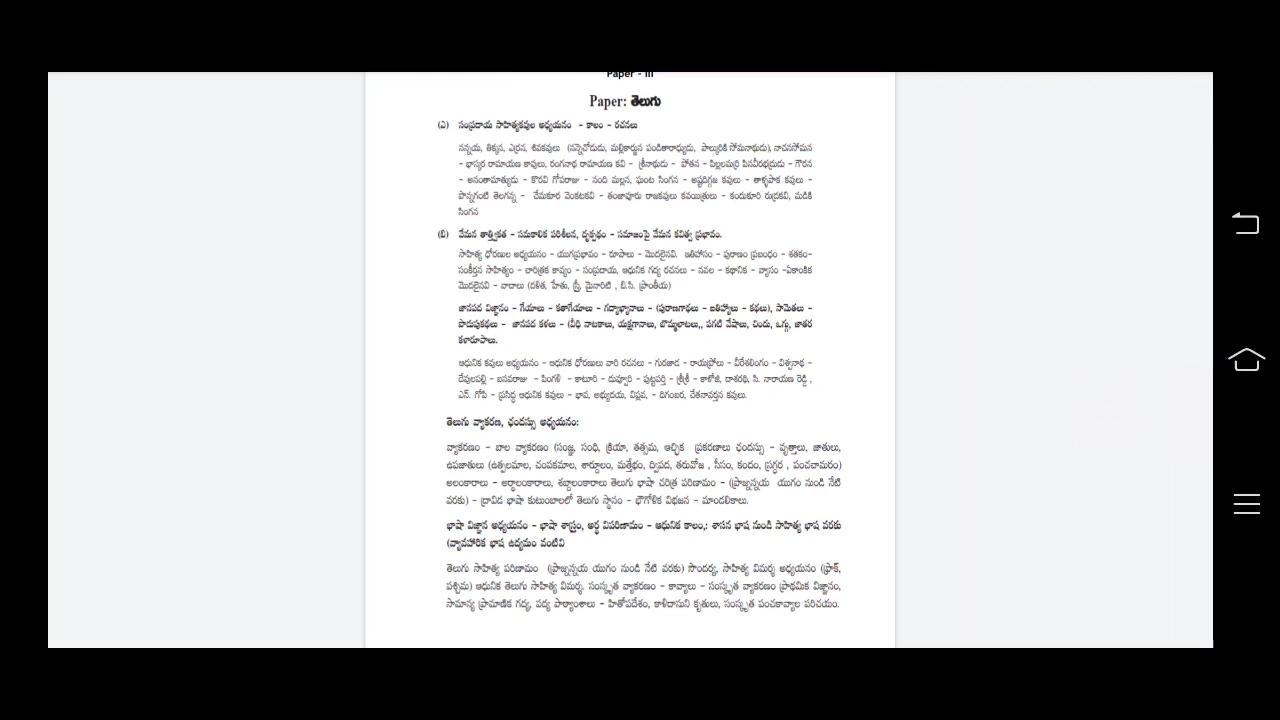 Paper - III
Paper: తెలుగు
(ఎ) సంప్రదాయ సాహిత్యకవుల అధ్యయనం - కాలం - రచనలు
నన్నయ, తిక్కన, ఎర్రన, శివకవులు (నన్నెచోడుడు, మల్లికార్జున పండితారాధ్యుడు, పాల్కురికి సోమనాథుడు), నాచనసోమన
- భాస్కర రామాయణ కావులు, రంగనాథ రామాయణ కవి - శ్రీనాథుడు - పోతన - పిల్లలమర్రి పినవీరభద్రుడు - గౌరన
- అనంతామాత్యుడు - కొరవి గోపరాజు - నంది మల్లన, ఘంట సింగన - అష్టదిగ్గజ కవులు - తాళ్ళపాక కవులు -
పొన్నగంటి తెలగన్న - చేమకూర వెంకటకవి - తంజావూరు రాజకవులు కవయిత్రులు - కందుకూరి రుద్రకవి, మడికి
సింగన
(బి) వేమన తాత్త్వికత - సమకాలిక పరిశీలన, దృక్పథం - సమాజంపై వేమన కవిత్వ ప్రభావం.
సాహిత్య ధోరణుల అధ్యయనం - యుగప్రభావం - రూపాలు - మొదలైనవి. ఇతిహాసం - పురాణం ప్రబంధం - శతకం-
సంకీర్తన సాహిత్యం - చారిత్రక కావ్యం - సంప్రదాయ, ఆధునిక గద్య రచనలు - నవల - కథానిక - వ్యాసం -ఏకాంకిక
మొదలైనవి - వాదాలు (దళిత, హేతు, స్త్రీ, మైనారిటి , బి.సి. ప్రాంతీయ)
జానపద విజ్ఞానం - గేయాలు - కతాగేయాలు - గద్యాఖ్యానాలు - (పురాణగాథలు - ఐతిహ్యాలు - కథలు), సామెతలు -
పొడుపుకథలు - జానపద కళలు - (వీధి నాటకాలు, యక్షగానాలు, బొమ్మలాటలు,, పగటి వేషాలు, చిందు, ఒగ్గు, జాతర
కళారూపాలు.
ఆధునిక కవులు అధ్యయనం - ఆధునిక ధోరణులు వారి రచనలు - గురజాడ - రాయప్రోలు - వీరేశలింగం - విశ్వనాథ -
దేవులపల్లి - బసవరాజు - పింగళి - కాటూరి - దువ్వూరి - పుట్టపర్తి - శ్రీశ్రీ - కాళోజి, దాశరథి, సి. నారాయణ రెడ్డి ,
ఎన్. గోపి - ప్రసిద్ధ ఆధునిక కవులు - భావ, అభ్యుదయ, విప్లవ, - దిగంబర, చేతనావర్తన కవులు.
తెలుగు వ్యాకరణ, ఛందస్సు అధ్యయనం:
వ్యాకరణం - బాల వ్యాకరణం (సంజ్ఞ, సంధి, క్రియా, తత్సమ, ఆచ్ఛిక ప్రకరణాలు ఛందస్సు - వృత్తాలు, జాతులు,
ఉపజాతులు (ఉత్పలమాల, చంపకమాల, శార్దూలం, మత్తేభం, ద్విపద, తరువోజ , సీసం, కందం, స్రగ్ధర , పంచచామరం)
అలంకారాలు - అర్థాలంకారాలు, శబ్దాలంకారాలు తెలుగు భాషా చరిత్ర పరిణామం - (ప్రాజ్నన్నయ యుగం నుండి నేటి
వరకు) - ద్రావిడ భాషా కుటుంబాలలో తెలుగు స్థానం - భౌగోళిక విభజన - మాండలికాలు.
భాషా విజ్ఞాన అధ్యయనం - భాషా శాస్త్రం, అర్థ విపరిణామం - ఆధునిక కాలం,: శాసన భాష నుండి సాహిత్య భాష వరకు
(వ్యావహారిక భాష ఉద్యమం వంటివి
తెలుగు సాహిత్య పరిణామం (ప్రాజ్నన్నయ యుగం నుండి నేటి వరకు) సౌందర్య, సాహిత్య విమర్శ అధ్యయనం (ప్రాక్,
పశ్చిమ) ఆధునిక తెలుగు సాహిత్య విమర్శ. సంస్కృత వ్యాకరణం - కావ్యాలు - సంస్కృత వ్యాకరణం ప్రాథమిక విజ్ఞానం,
సామాన్య ప్రామాణిక గద్య, పద్య పాఠ్యాంశాలు - హితోపదేశం, కాళిదాసుని కృతులు, సంస్కృత పంచకావ్యాల పరిచయం.